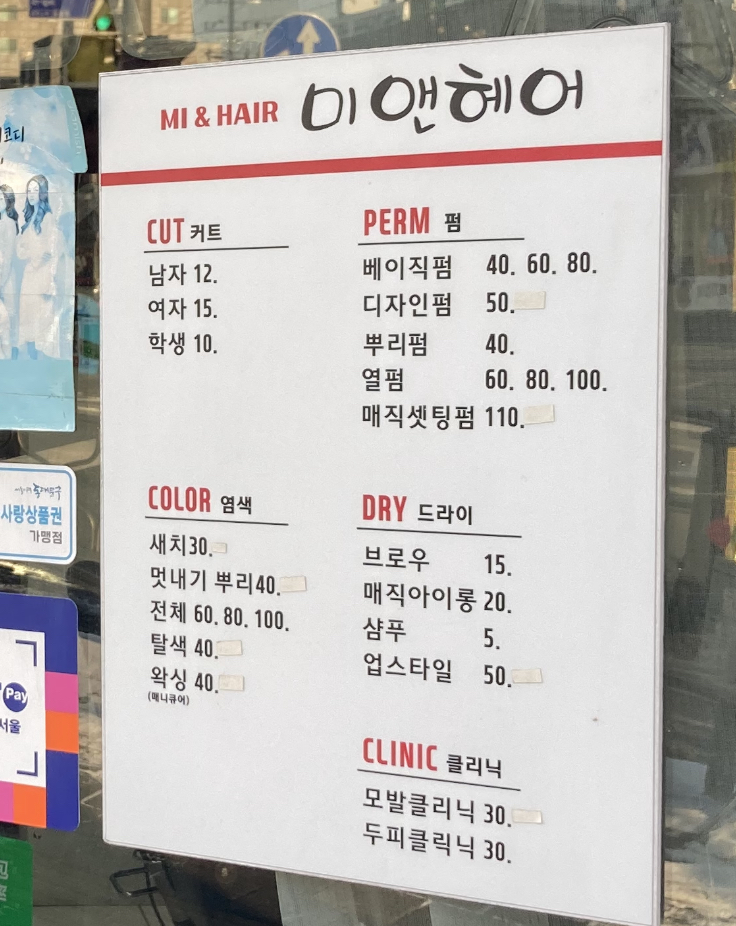 MI & HAIR 미앤헤어
CUT 커트
남자 12.
여자 15.
학생 10.
PERM 펌
베이직펌 40. 60. 80.
디자인펌 50.
뿌리펌 40.
열펌 60. 80. 100.
매직셋팅펌 110.
COLOR 염색
새치30.
멋내기 뿌리40.
전체 60. 80. 100.
탈색 40.
왁싱 40.
(매니큐어)
DRY 드라이
브로우 15.
매직아이롱 20.
샴푸 5.
업스타일 50.
CLINIC 클리닉
모발클리닉 30.
두피클릭닉 30.
코디
사랑상품권
가맹점
Pay
서울